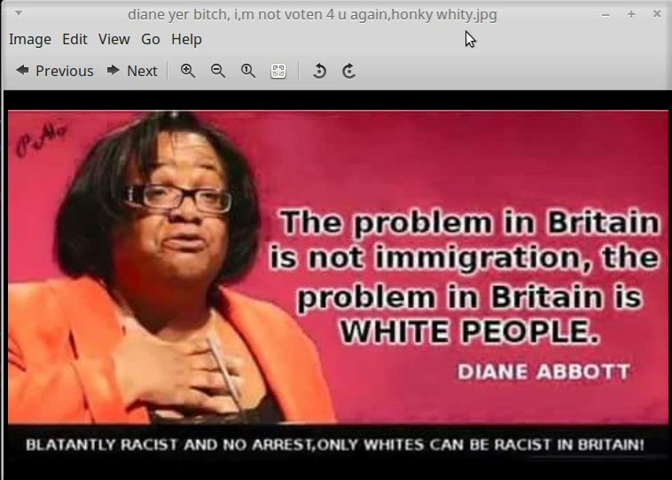 diane yer bitch, i,m not voten 4 u again,honky whity.jpg
Image Edit View Go Help
Previous Next
The problem in Britain
is not immigration, the
problem in Britain is
WHITE PEOPLE.
DIANE ABBOTT
BLATANTLY RACIST AND NO ARREST,ONLY WHITES CAN BE RACIST IN BRITAIN!